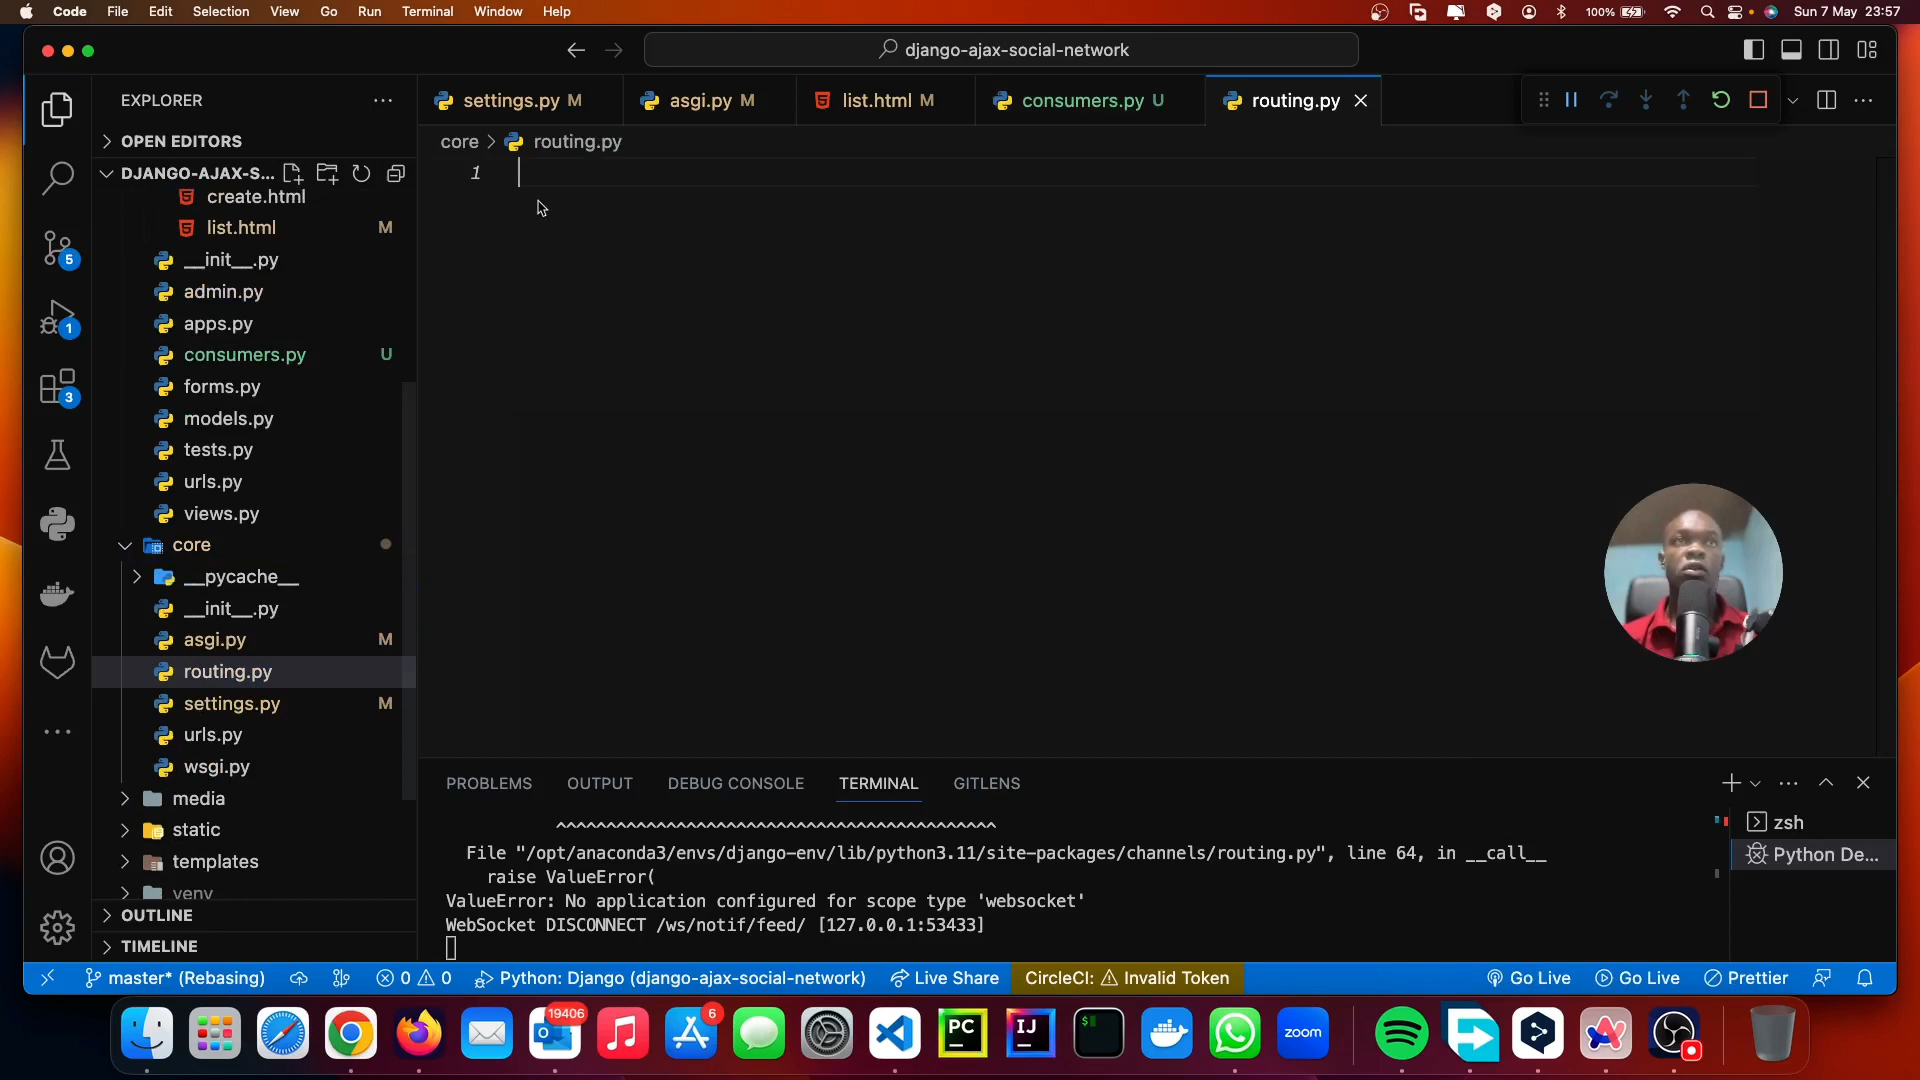 Code File Edit Selection View Go Run Terminal Window Help 100% Sun 7 May 23:57
django-ajax-social-network
EXPLORER
settings.py M
asgi.py M
list.html M
consumers.py U
routing.py
OPEN EDITORS
core routing.py
DJANGO-AJAX-S...
1
create.html
list.html M
__init__.py
5
admin.py
apps.py
1
consumers.py U
forms.py
3
models.py
tests.py
urls.py
views.py
core
__pycache__
__init__.py
asgi.py M
routing.py
settings.py M
urls.py
wsgi.py
media
static
templates
venv
OUTLINE
TIMELINE
PROBLEMS OUTPUT DEBUG CONSOLE TERMINAL GITLENS
^^^^^^^^^^^^^^^^^^^^^^^^^^^^^^^^^^^^^^^^^^^^
File "/opt/anaconda3/envs/django-env/lib/python3.11/site-packages/channels/routing.py", line 64, in __call__
raise ValueError(
ValueError: No application configured for scope type 'websocket'
WebSocket DISCONNECT /ws/notif/feed/ [127.0.0.1:53433]
zsh
Python De...
master* (Rebasing) 0 0 Python: Django (django-ajax-social-network) Live Share CircleCI: Invalid Token Go Live Go Live Prettier
19406
6
PC
IJ
$
zoom